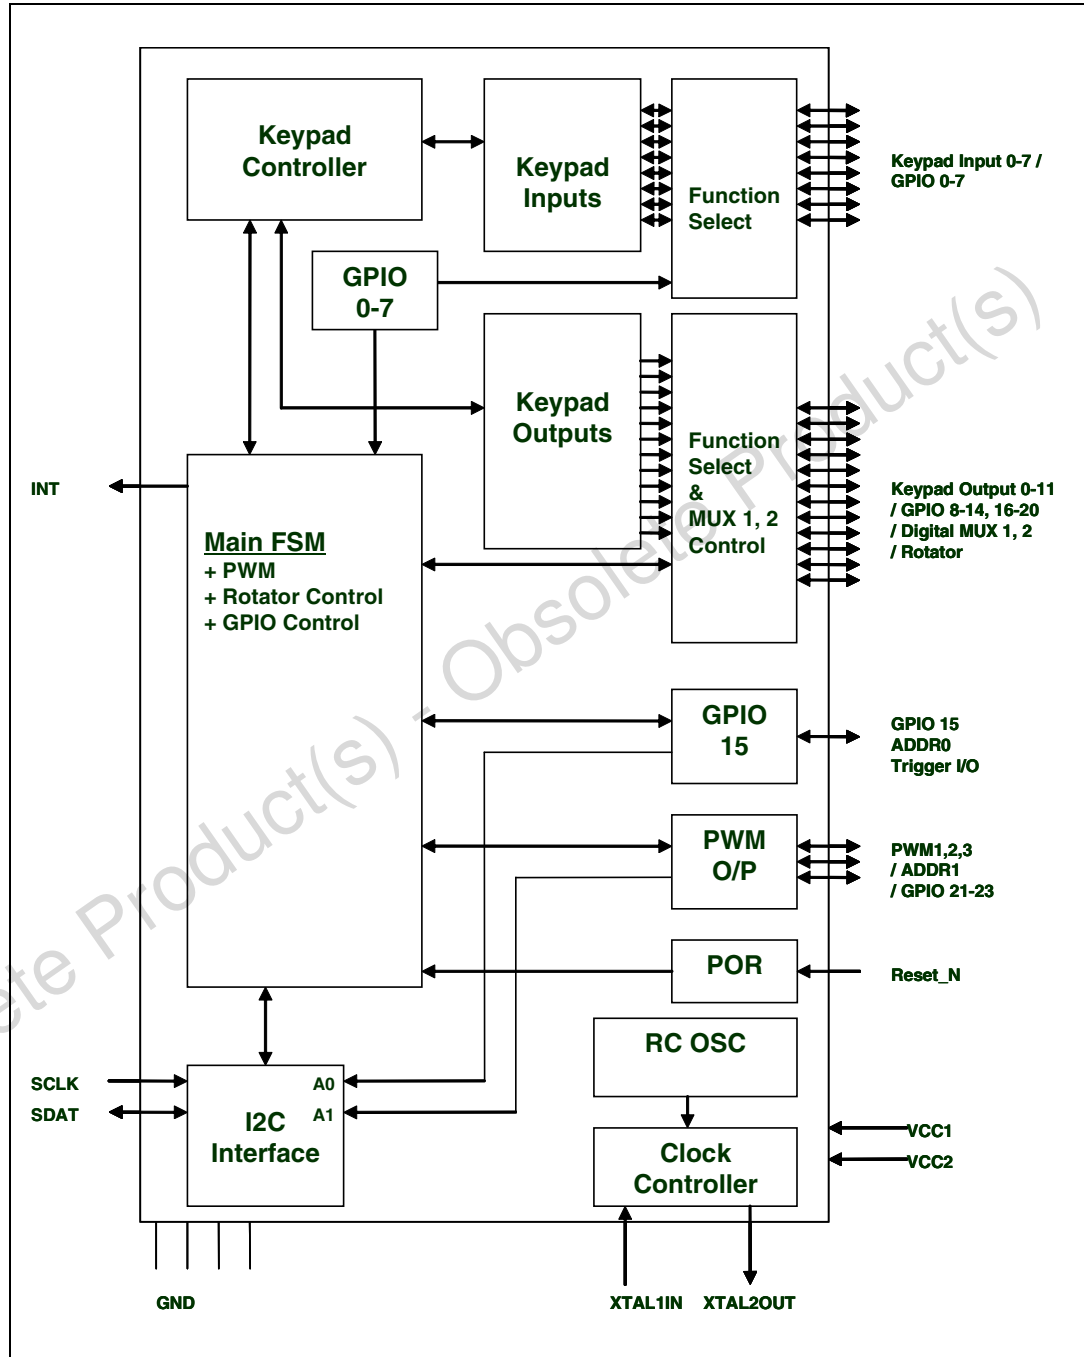 Keypad
Controller
Keypad
Inputs
Function
Select
Keypad Input 0-7 /
GPIO 0-7
GPIO
0-7
Keypad
Outputs
Function
Select
&
MUX 1, 2
Control
Keypad Output 0-11
/ GPIO 8-14, 16-20
/ Digital MUX 1, 2
/ Rotator
INT
Main FSM
+ PWM
+ Rotator Control
+ GPIO Control
GPIO
15
GPIO 15
ADDR0
Trigger I/O
PWM
O/P
PWM1,2,3
/ ADDR1
/ GPIO 21-23
POR
Reset_N
RC OSC
SCLK
SDAT
A0
A1
I2C
Interface
Clock
Controller
VCC1
VCC2
GND
XTAL1IN
XTAL2OUT
ete Product(s) - Obsolete Product(s)